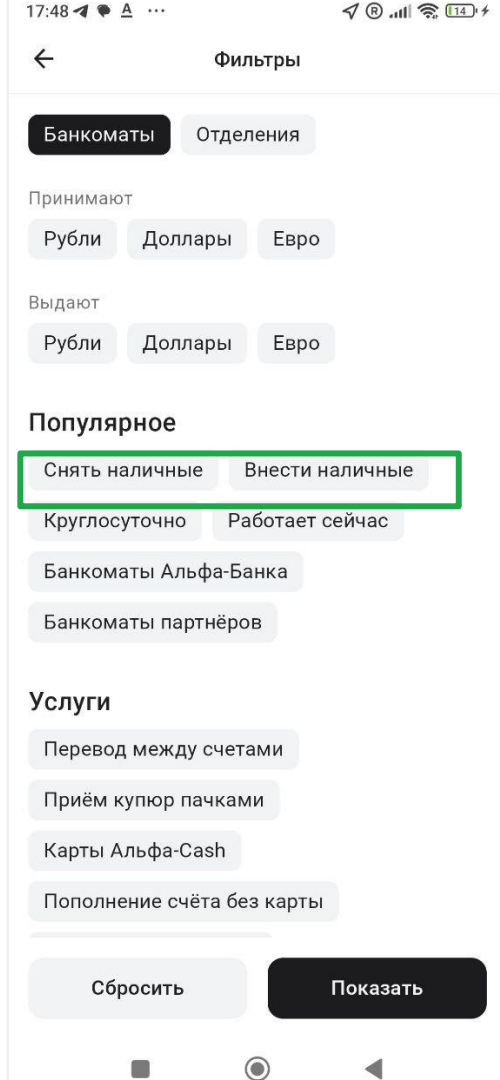 17:48 A ...
R 14
Фильтры
Банкоматы Отделения
Принимают
Рубли Доллары Евро
Выдают
Рубли Доллары Евро
Популярное
Снять наличные Внести наличные
Круглосуточно Работает сейчас
Банкоматы Альфа-Банка
Банкоматы партнёров
Услуги
Перевод между счетами
Приём купюр пачками
Карты Альфа-Cash
Пополнение счёта без карты
Сбросить Показать